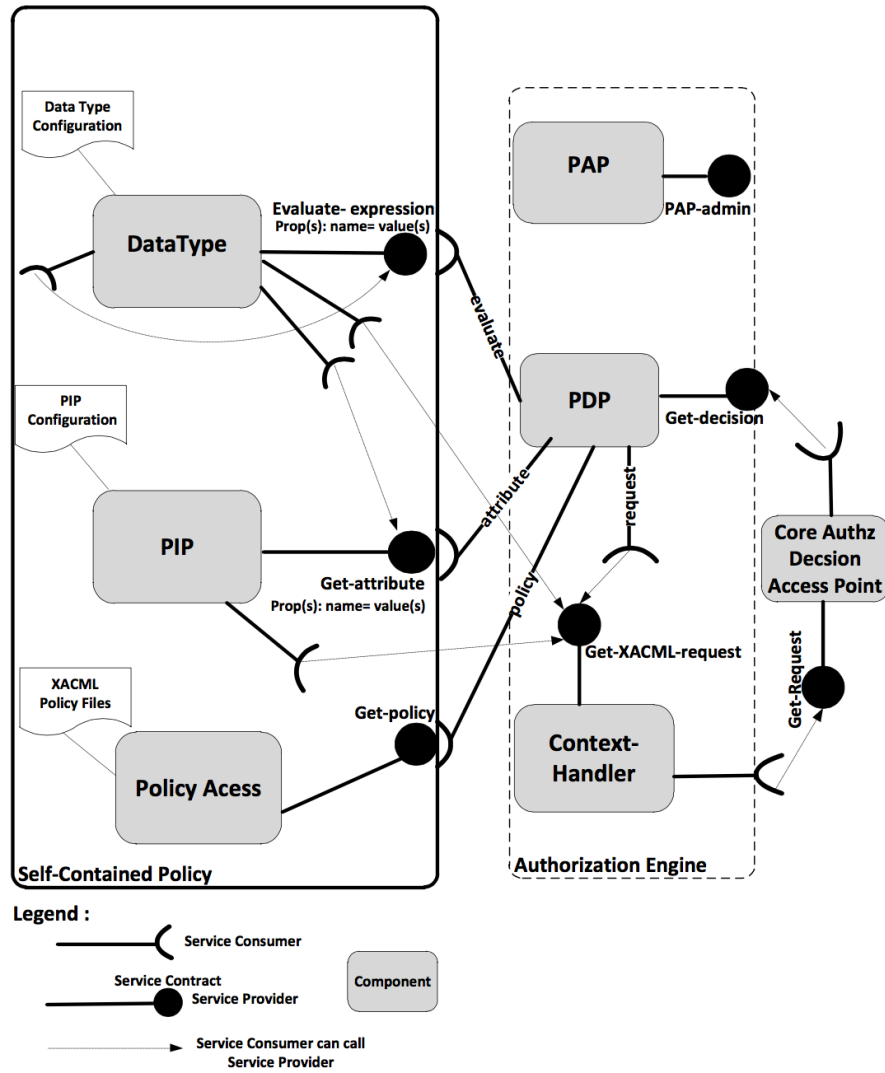 Data Type
Configuration
DataType
Evaluate- expression
Prop(s): name= value(s)
PIP
Configuration
PIP
Get-attribute
Prop(s): name= value(s)
XACML
Policy Files
Get-policy
Policy Acess
Self-Contained Policy
PAP
PAP-admin
evaluate
PDP
Get-decision
attribute
request
policy
Core Authz
Decsion
Access Point
Get-XACML-request
Get-Request
Context-
Handler
Authorization Engine
Legend :
Service Consumer
Service Contract
Service Provider
Component
Service Consumer can call
Service Provider